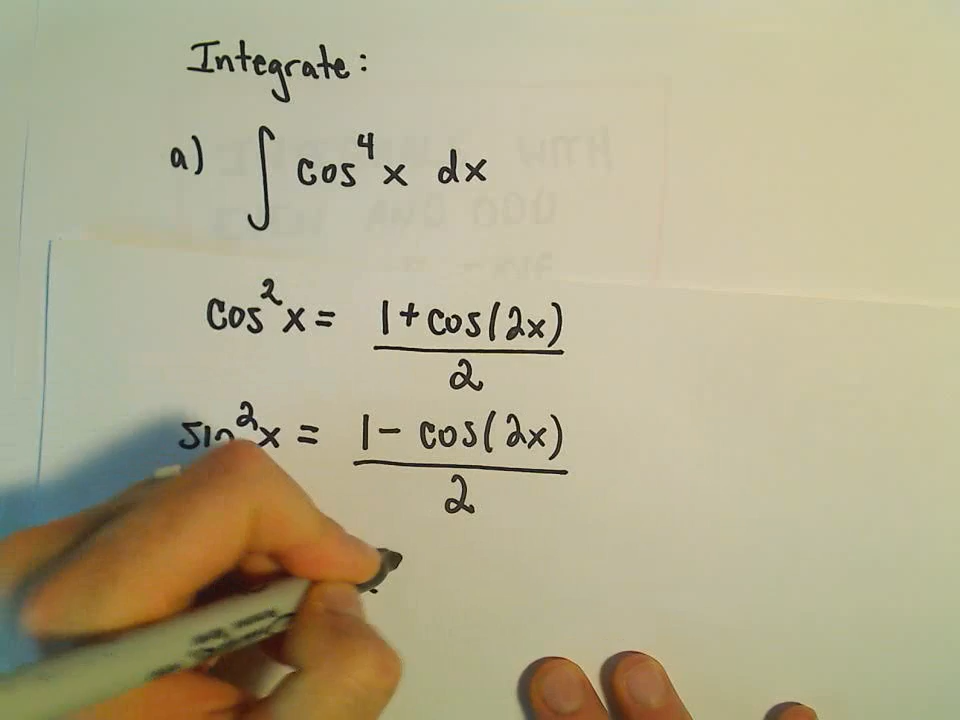 Integrate:
a) ∫ cos⁴x dx
cos²x = 1 + cos(2x)
2
sin²x = 1 - cos(2x)
2